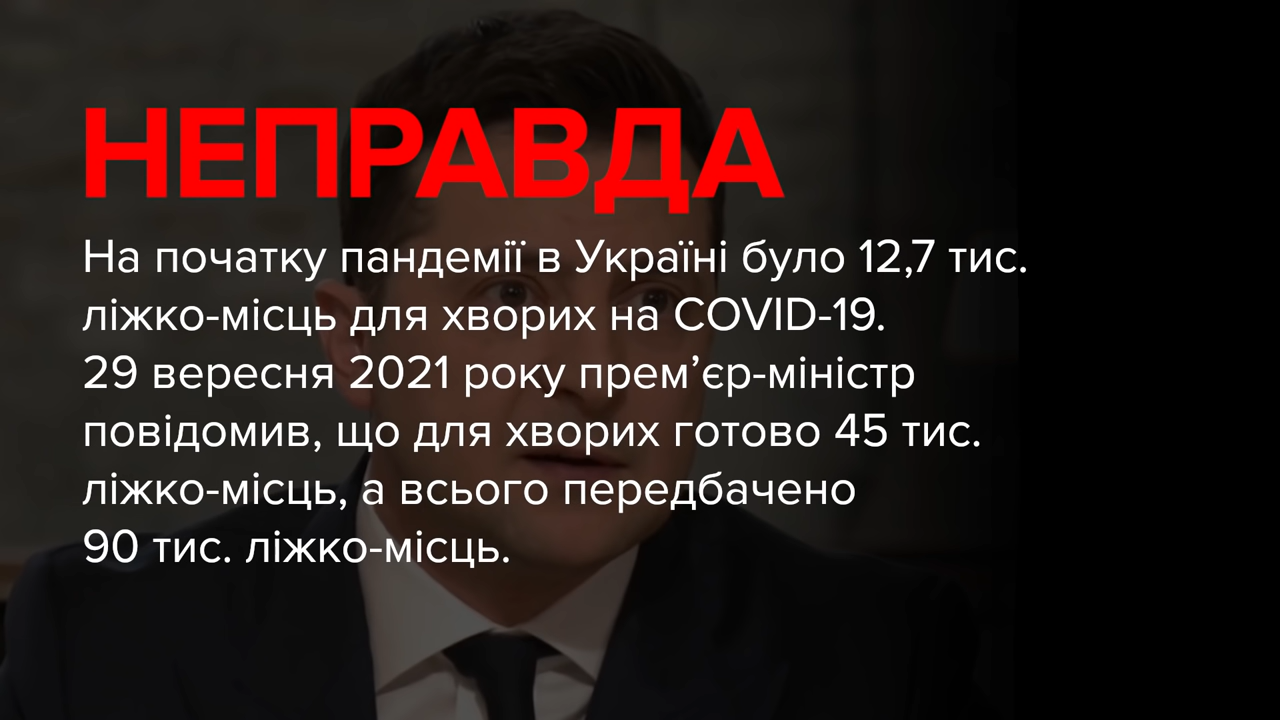 НЕПРАВДА
На початку пандемії в Україні було 12,7 тис.
ліжко-місць для хворих на COVID-19.
29 вересня 2021 року прем’єр-міністр
повідомив, що для хворих готово 45 тис.
ліжко-місць, а всього передбачено
90 тис. ліжко-місць.